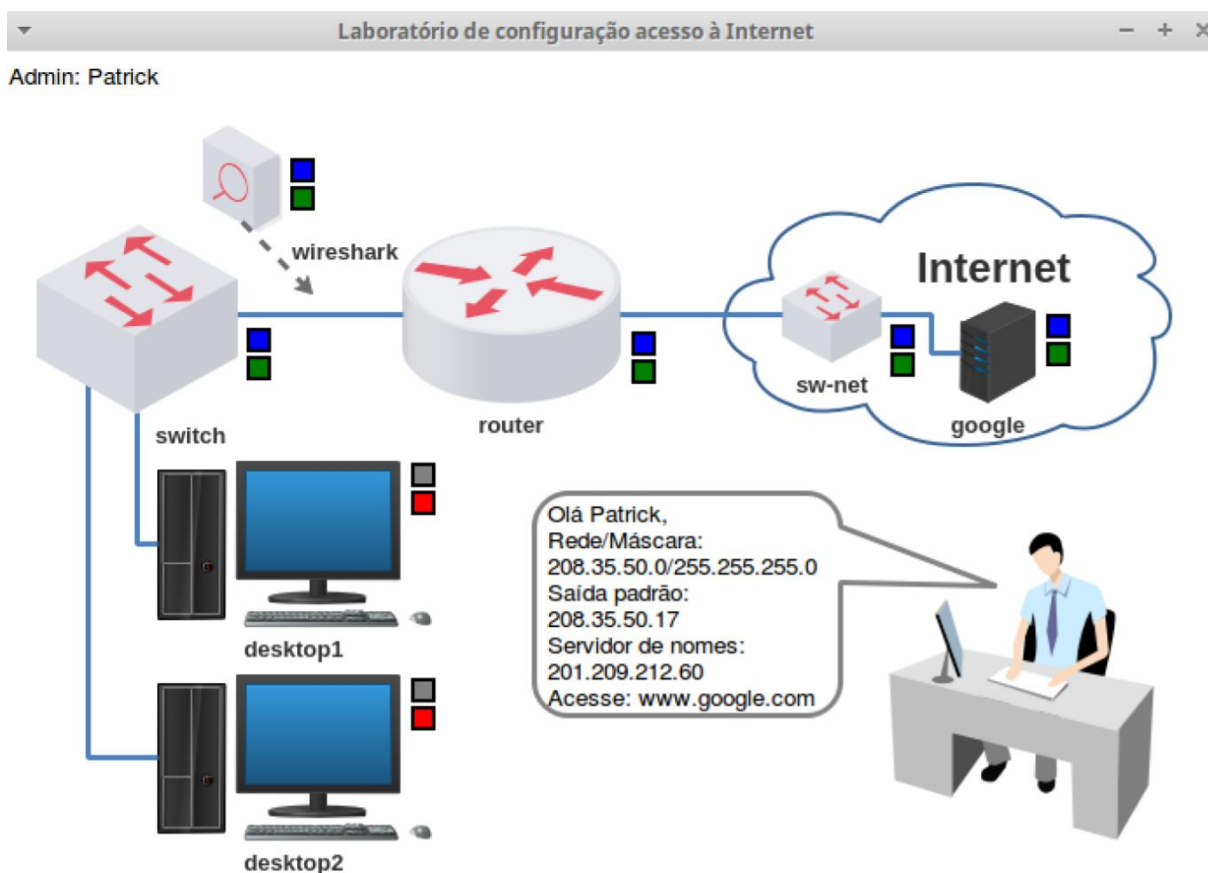 Laboratório de configuração acesso à Internet
Admin: Patrick
wireshark
Internet
sw-net
google
router
switch
Olá Patrick,
Rede/Máscara:
208.35.50.0/255.255.255.0
Saída padrão:
208.35.50.17
Servidor de nomes:
201.209.212.60
Acesse: www.google.com
desktop1
desktop2